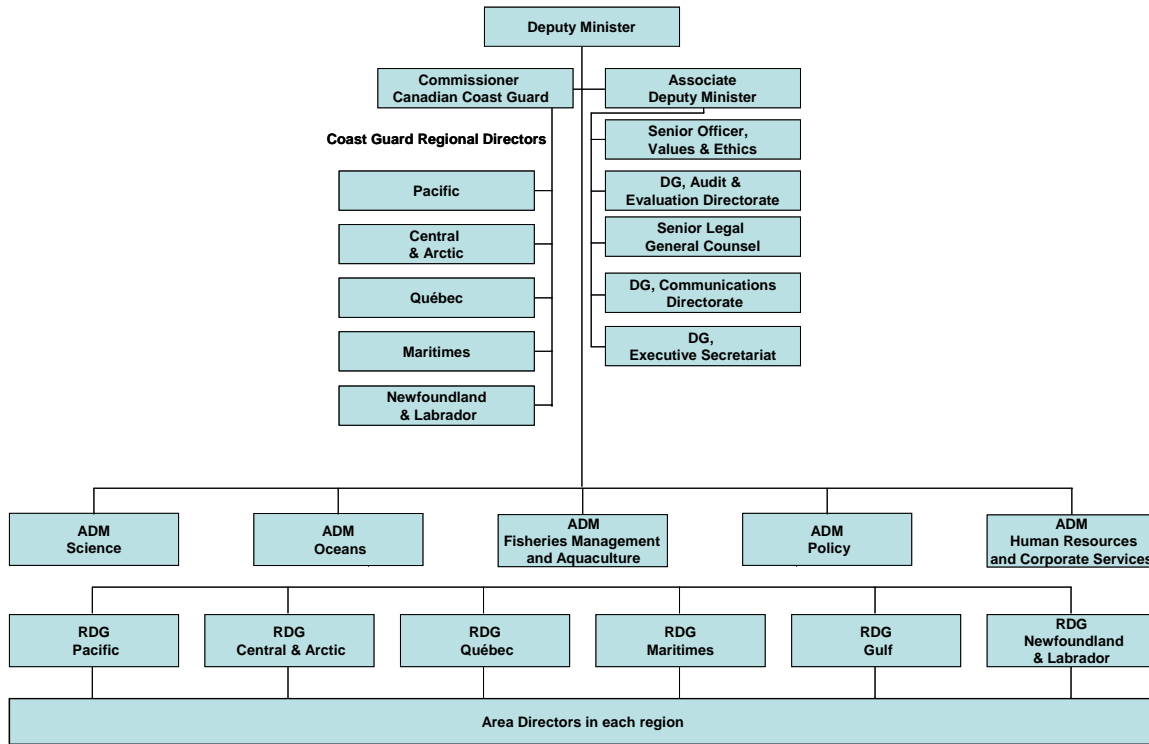 Deputy Minister
Commissioner
Canadian Coast Guard
Associate
Deputy Minister
Coast Guard Regional Directors
Pacific
Central
& Arctic
Québec
Maritimes
Newfoundland
& Labrador
Senior Officer,
Values & Ethics
DG, Audit &
Evaluation Directorate
Senior Legal
General Counsel
DG, Communications
Directorate
DG,
Executive Secretariat
ADM
Science
ADM
Oceans
ADM
Fisheries Management
and Aquaculture
ADM
Policy
ADM
Human Resources
and Corporate Services
RDG
Pacific
RDG
Central & Arctic
RDG
Québec
RDG
Maritimes
RDG
Gulf
RDG
Newfoundland
& Labrador
Area Directors in each region